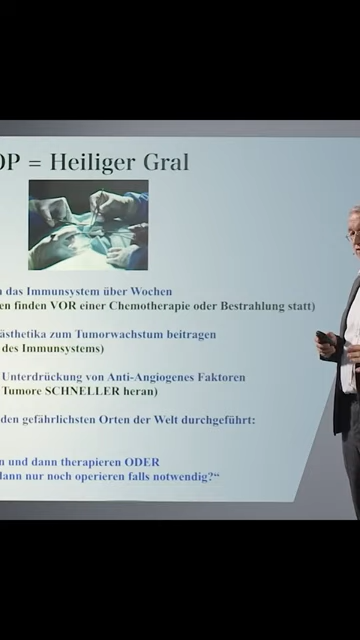 OP = Heiliger Gral
das Immunsystem über Wochen
en finden VOR einer Chemotherapie oder Bestrahlung statt)
ästhetika zum Tumorwachstum beitragen
des Immunsystems)
Unterdrückung von Anti-Angiogenes Faktoren
Tumore SCHNELLER heran)
den gefährlichsten Orten der Welt durchgeführt:
n und dann therapieren ODER
dann nur noch operieren falls notwendig?“